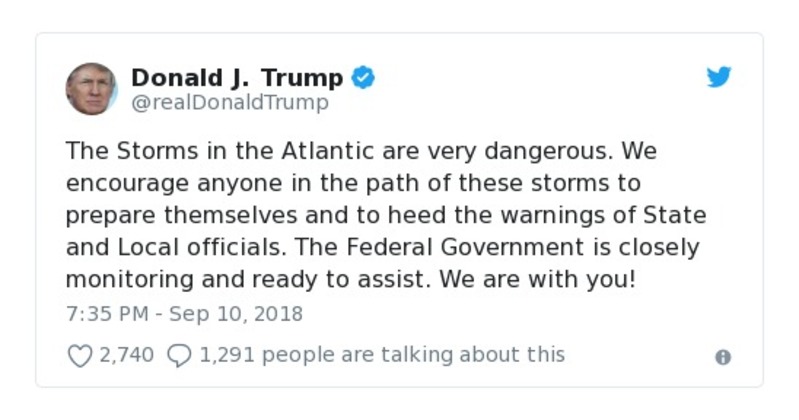 Donald J. Trump
@realDonaldTrump
The Storms in the Atlantic are very dangerous. We
encourage anyone in the path of these storms to
prepare themselves and to heed the warnings of State
and Local officials. The Federal Government is closely
monitoring and ready to assist. We are with you!
7:35 PM - Sep 10, 2018
2,740 1,291 people are talking about this